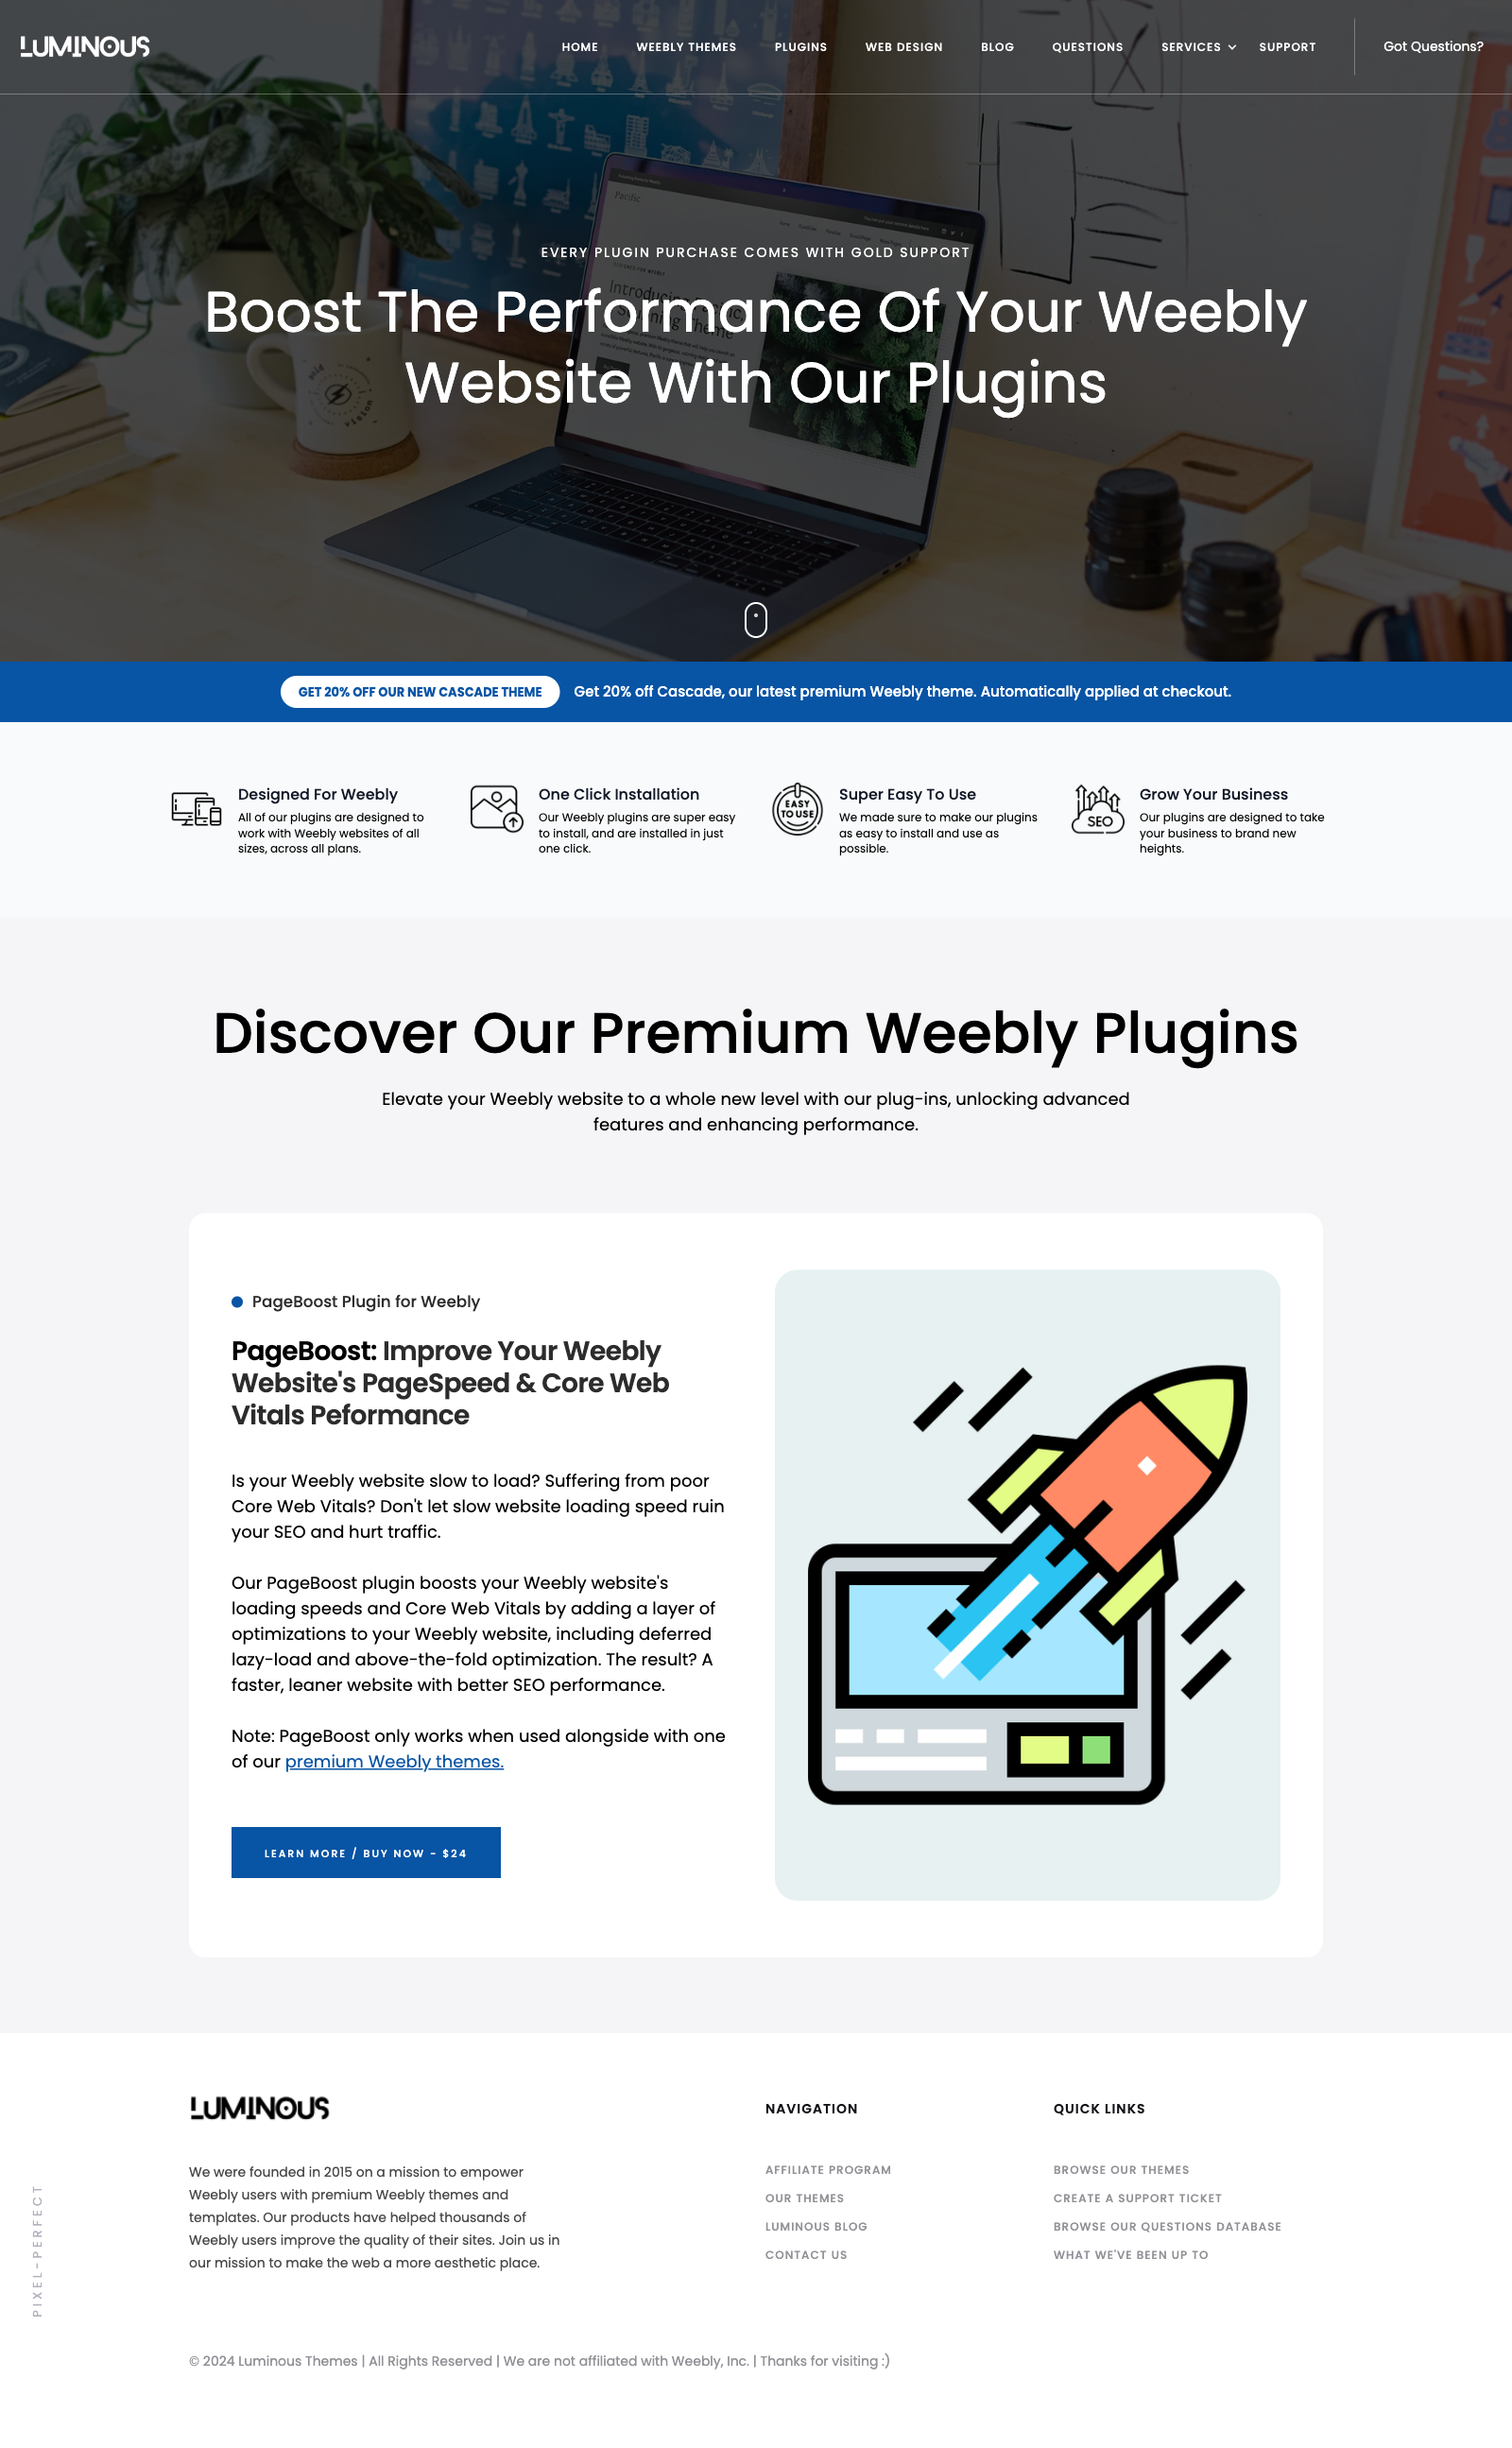 LUMINOUS
HOME
WEEBLY THEMES
PLUGINS
WEB DESIGN
BLOG
QUESTIONS
SERVICES
SUPPORT
Got Questions?
EVERY PLUGIN PURCHASE COMES WITH GOLD SUPPORT
Boost The Performance Of Your Weebly
Website With Our Plugins
Pacific
GET 20% OFF OUR NEW CASCADE THEME
Get 20% off Cascade, our latest premium Weebly theme. Automatically applied at checkout.
Designed For Weebly
All of our plugins are designed to
work with Weebly websites of all
sizes, across all plans.
One Click Installation
Our Weebly plugins are super easy
to install, and are installed in just
one click.
EASY
TO USE
Super Easy To Use
We made sure to make our plugins
as easy to install and use as
possible.
SEO
Grow Your Business
Our plugins are designed to take
your business to brand new
heights.
Discover Our Premium Weebly Plugins
Elevate your Weebly website to a whole new level with our plug-ins, unlocking advanced
features and enhancing performance.
PageBoost Plugin for Weebly
PageBoost: Improve Your Weebly
Website's PageSpeed & Core Web
Vitals Peformance
Is your Weebly website slow to load? Suffering from poor
Core Web Vitals? Don't let slow website loading speed ruin
your SEO and hurt traffic.
Our PageBoost plugin boosts your Weebly website's
loading speeds and Core Web Vitals by adding a layer of
optimizations to your Weebly website, including deferred
lazy-load and above-the-fold optimization. The result? A
faster, leaner website with better SEO performance.
Note: PageBoost only works when used alongside with one
of our premium Weebly themes.
LEARN MORE / BUY NOW - $24
LUMINOUS
We were founded in 2015 on a mission to empower
Weebly users with premium Weebly themes and
templates. Our products have helped thousands of
Weebly users improve the quality of their sites. Join us in
our mission to make the web a more aesthetic place.
NAVIGATION
AFFILIATE PROGRAM
OUR THEMES
LUMINOUS BLOG
CONTACT US
QUICK LINKS
BROWSE OUR THEMES
CREATE A SUPPORT TICKET
BROWSE OUR QUESTIONS DATABASE
WHAT WE'VE BEEN UP TO
PIXEL-PERFECT
© 2024 Luminous Themes | All Rights Reserved | We are not affiliated with Weebly, Inc. | Thanks for visiting :)